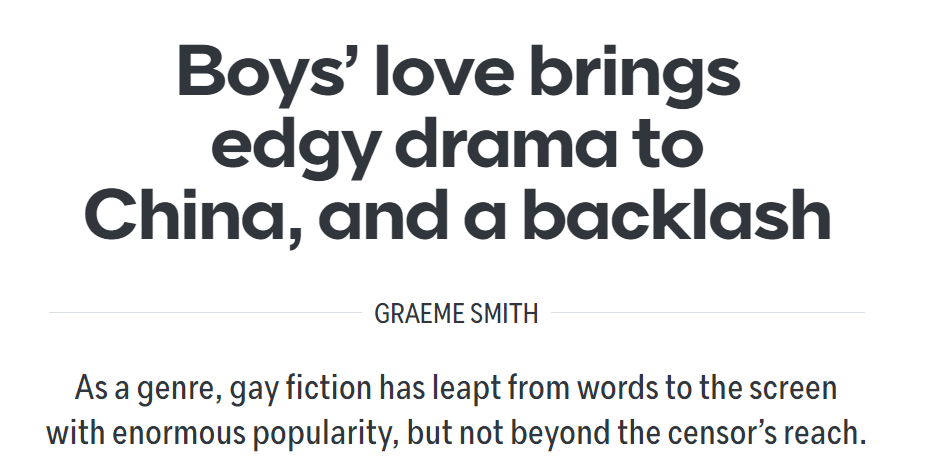 Boys’ love brings
edgy drama to
China, and a backlash
GRAEME SMITH
As a genre, gay fiction has leapt from words to the screen
with enormous popularity, but not beyond the censor’s reach.